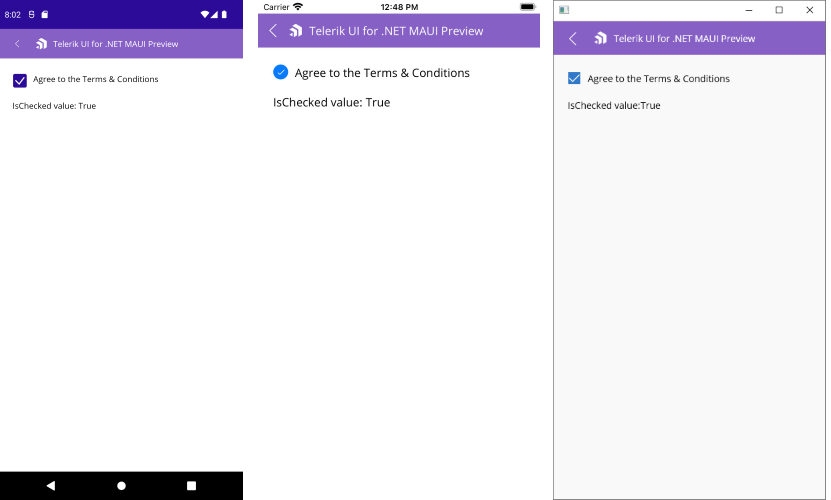 8:02
Telerik UI for .NET MAUI Preview
Agree to the Terms & Conditions
IsChecked value: True
Carrier 12:48 PM
Telerik UI for .NET MAUI Preview
Agree to the Terms & Conditions
IsChecked value: True
Telerik UI for .NET MAUI Preview
Agree to the Terms & Conditions
IsChecked value:True